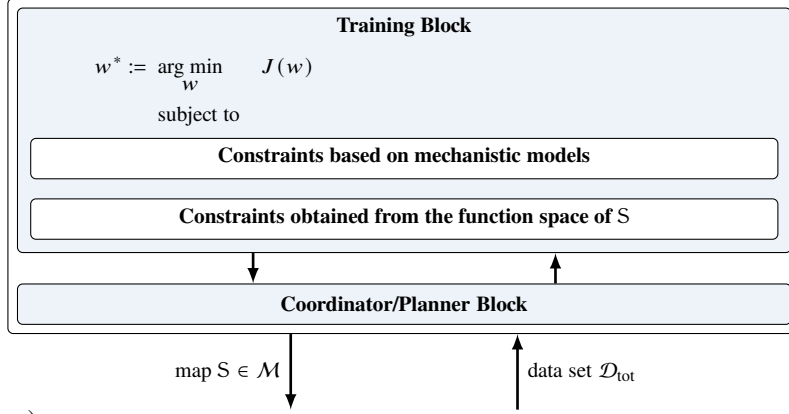 Training Block
w* := arg min J(w)
w
subject to
Constraints based on mechanistic models
Constraints obtained from the function space of S
Coordinator/Planner Block
map S ∈ ℳ
data set 𝒟tot